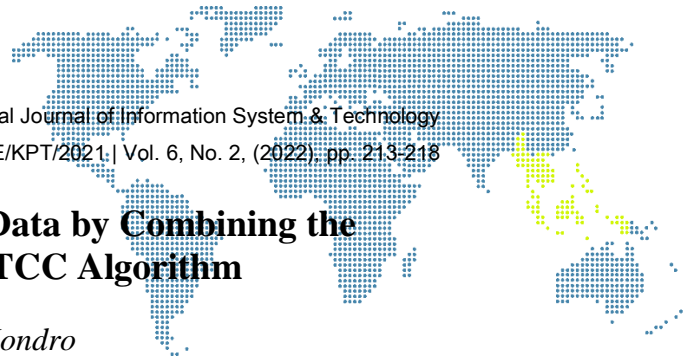 al Journal of Information System & Technology
E/KPT/2021 | Vol. 6, No. 2, (2022), pp. 213-218
Data by Combining the
TCC Algorithm
ondro